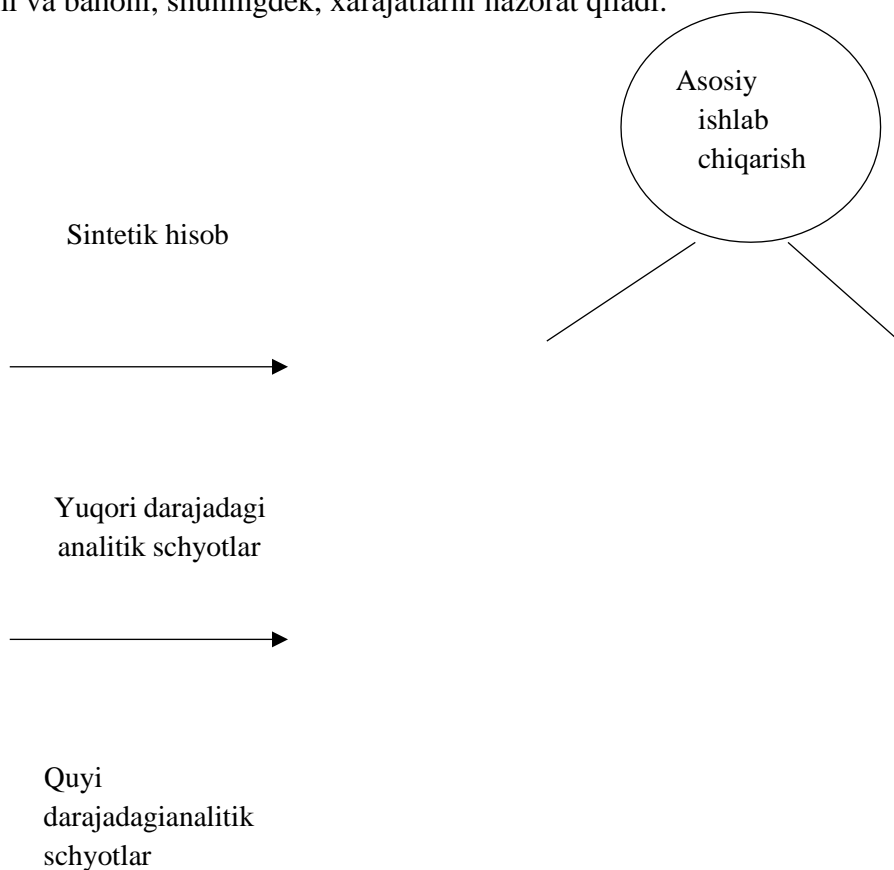 va bahoni, shuningdek, xarajatlarni nazorat qiladi.
Asosiy
ishlab
chiqarish
Sintetik hisob
Yuqori darajadagi
analitik schyotlar
Quyi
darajadagianalitik
schyotlar